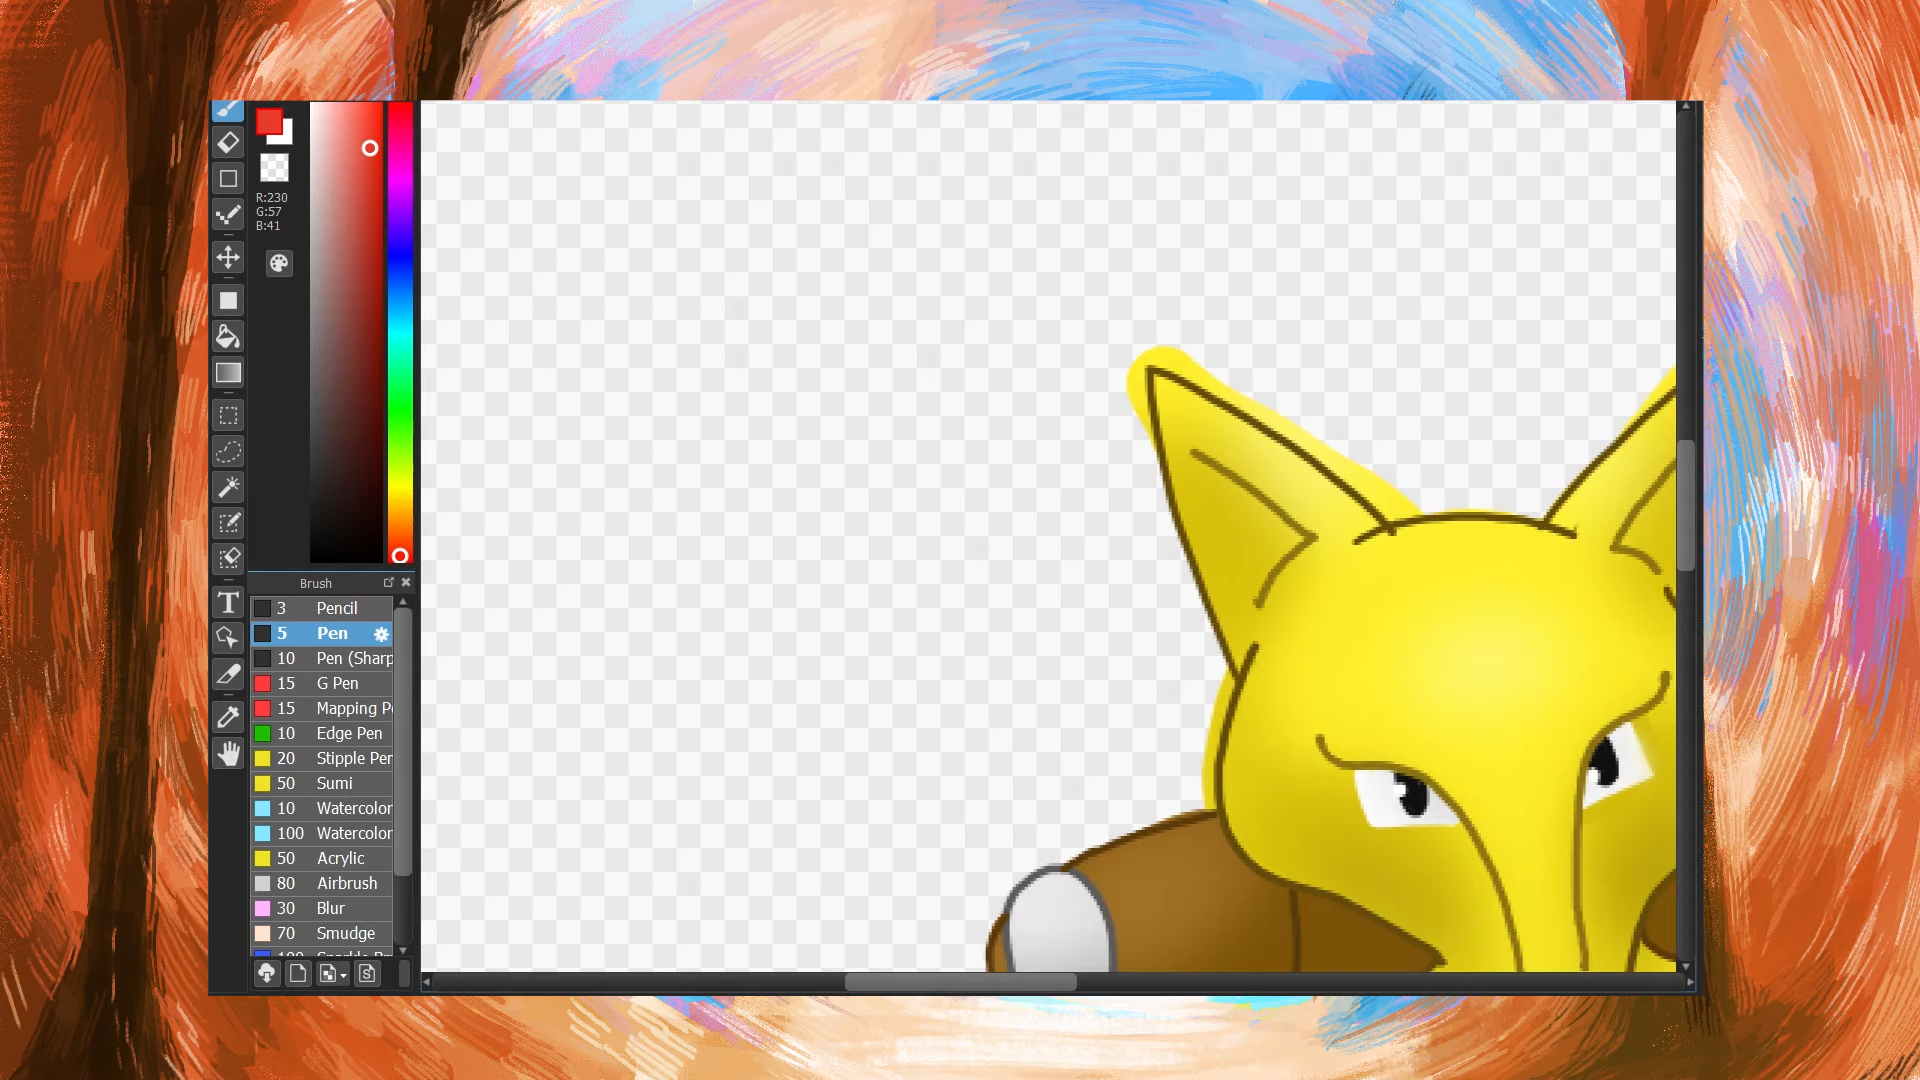 R:230
G:57
B:41
Brush
3 Pencil
5 Pen
10 Pen (Sharp
15 G Pen
15 Mapping P
10 Edge Pen
20 Stipple Per
50 Sumi
10 Watercolor
100 Watercolor
50 Acrylic
80 Airbrush
30 Blur
70 Smudge
T
S